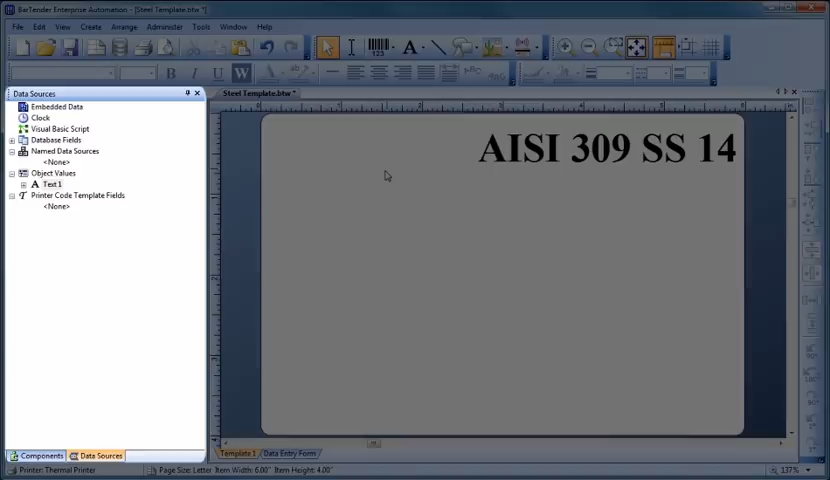 BarTender Enterprise Automation - [Steel Template.btw *]
File Edit View Create Arrange Administer Tools Window Help
123
B I U W
Data Sources
Steel Template.btw *
Embedded Data
Clock
Visual Basic Script
Database Fields
Named Data Sources
<None>
Object Values
Text 1
Printer Code Template Fields
<None>
AISI 309 SS 14
Components Data Sources
Template 1 Data Entry Form
Printer: Thermal Printer Page Size: Letter Item Width: 6.00" Item Height: 4.00" 137%